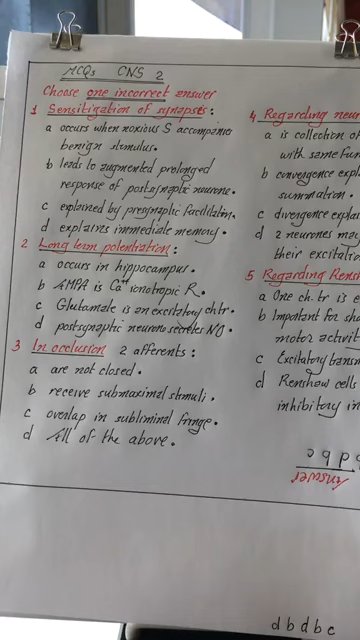 MCQs CNS 2
Choose one incorrect answer
1 Sensitization of synapsis:
a occurs when noxious S accompanies
benign stimulus.
b leads to augmented prolonged
response of postsynaptic neurone.
c explained by presynaptic facilitation.
d explains immediate memory.
2 Long term potentration:
a occurs in hippocampus.
b AMPA is Ca++ ionotropic R.
c Glutamate is an excitatory ch.tr.
d postsynaptic neurone secretes NO.
3 In occlusion 2 afferents:
a are not closed.
b receive submaximal stimuli.
c overlap in subliminal fringe.
d All of the above.
4 Regarding neur
a is collection of
with same fun
b convergence expl
summation.
c divergence explai
d 2 neurones may
their excitation
5 Regarding Rensh
a One ch.tr is e
b Important for sh
motor activit
c Excitatory transm
d Renshaw cells
inhibitory in
Answer
d b d b c
d b d b c